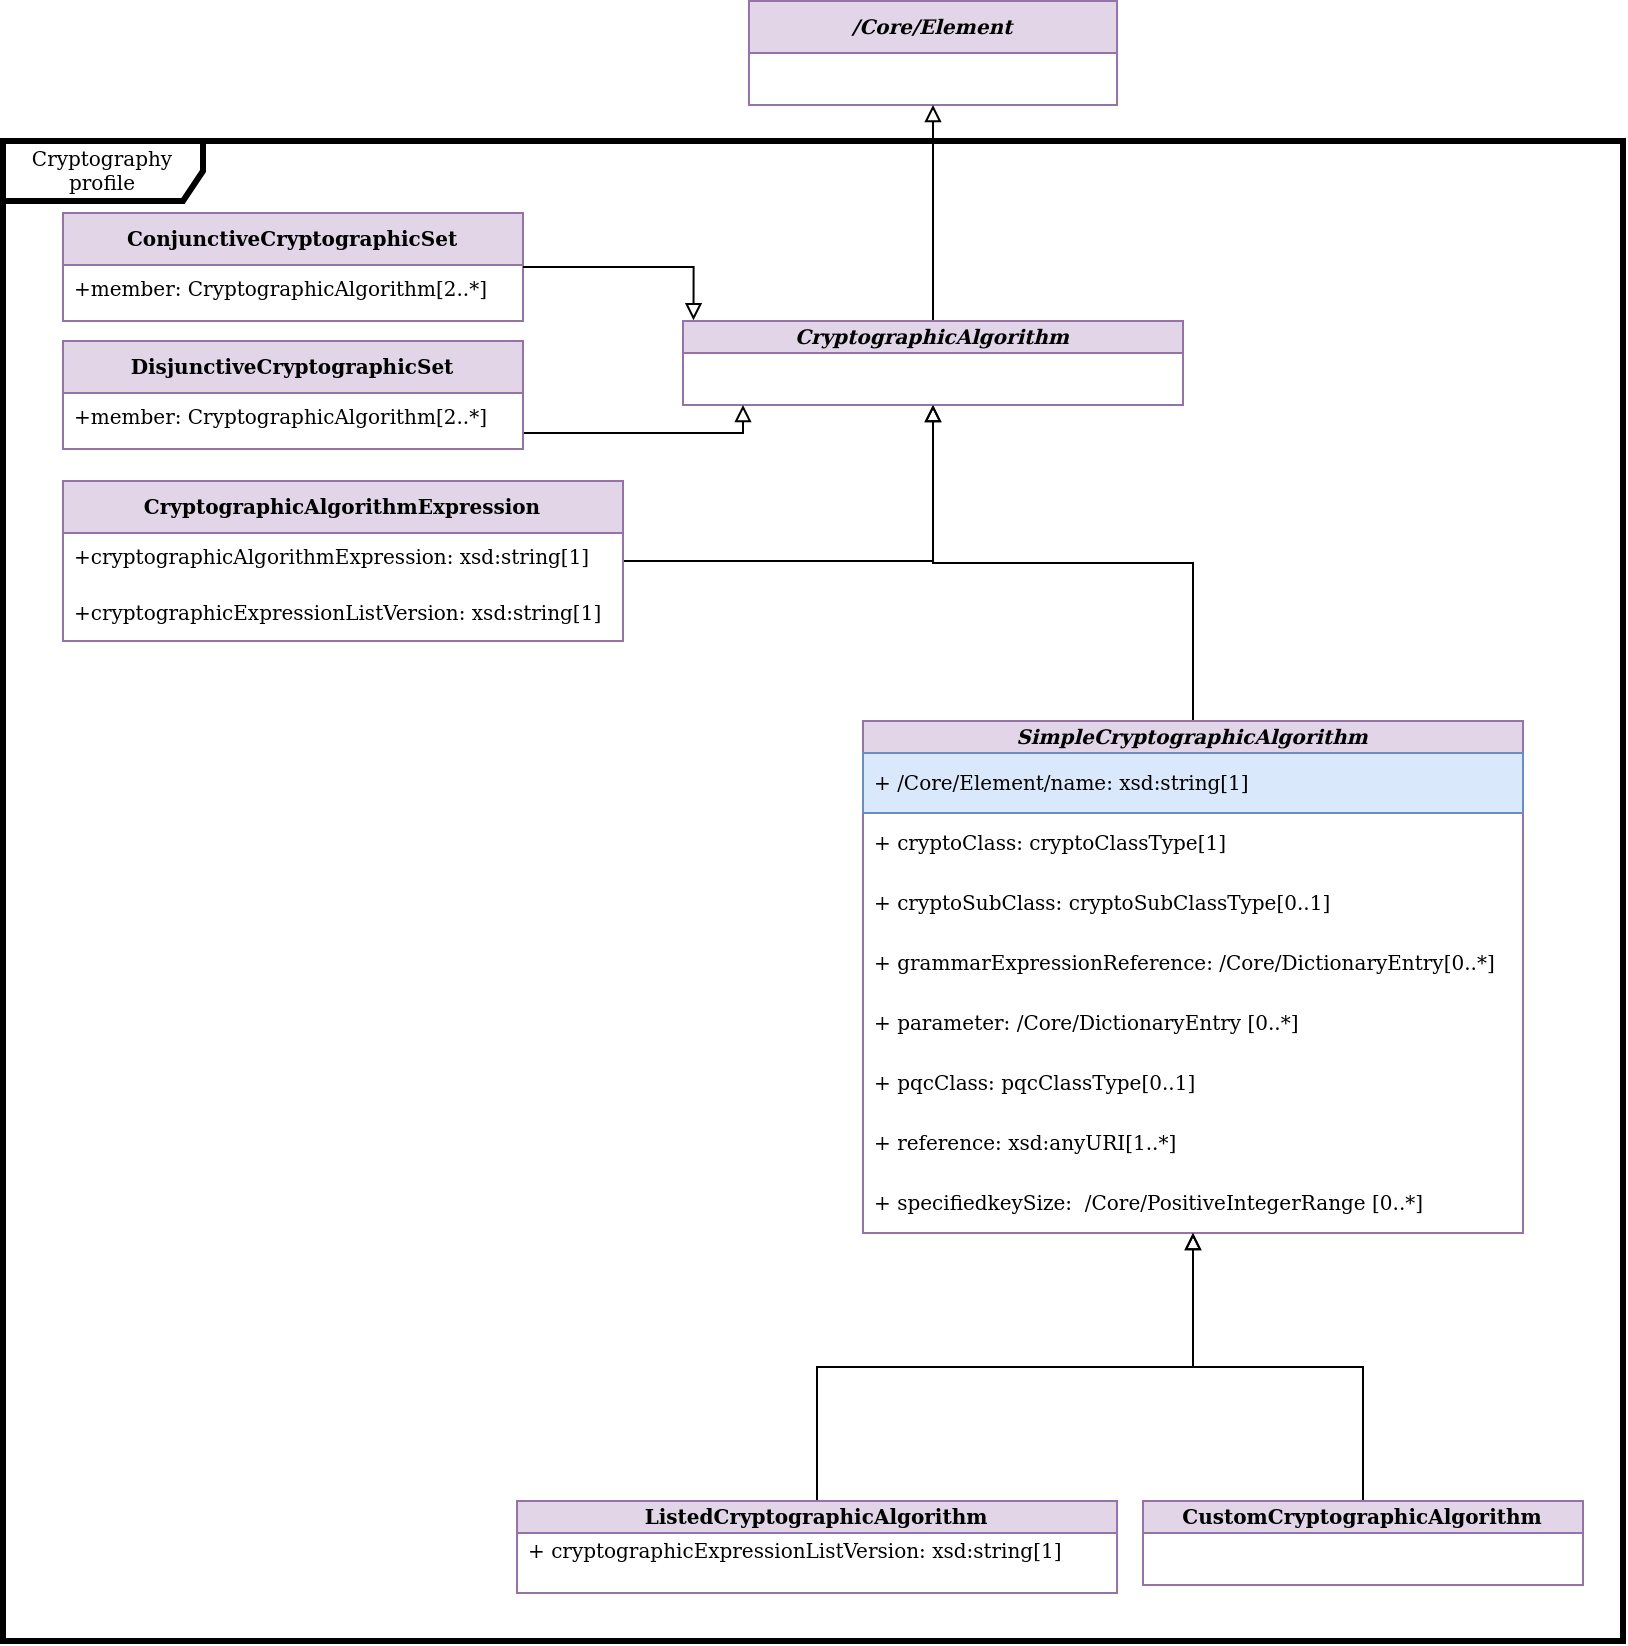 /Core/Element
Cryptography
profile
ConjunctiveCryptographicSet
+member: CryptographicAlgorithm[2..*]
CryptographicAlgorithm
DisjunctiveCryptographicSet
+member: CryptographicAlgorithm[2..*]
CryptographicAlgorithmExpression
+cryptographicAlgorithmExpression: xsd:string[1]
+cryptographicExpressionListVersion: xsd:string[1]
SimpleCryptographicAlgorithm
+ /Core/Element/name: xsd:string[1]
+ cryptoClass: cryptoClassType[1]
+ cryptoSubClass: cryptoSubClassType[0..1]
+ grammarExpressionReference: /Core/DictionaryEntry[0..*]
+ parameter: /Core/DictionaryEntry [0..*]
+ pqcClass: pqcClassType[0..1]
+ reference: xsd:anyURI[1..*]
+ specifiedkeySize:  /Core/PositiveIntegerRange [0..*]
ListedCryptographicAlgorithm
+ cryptographicExpressionListVersion: xsd:string[1]
CustomCryptographicAlgorithm